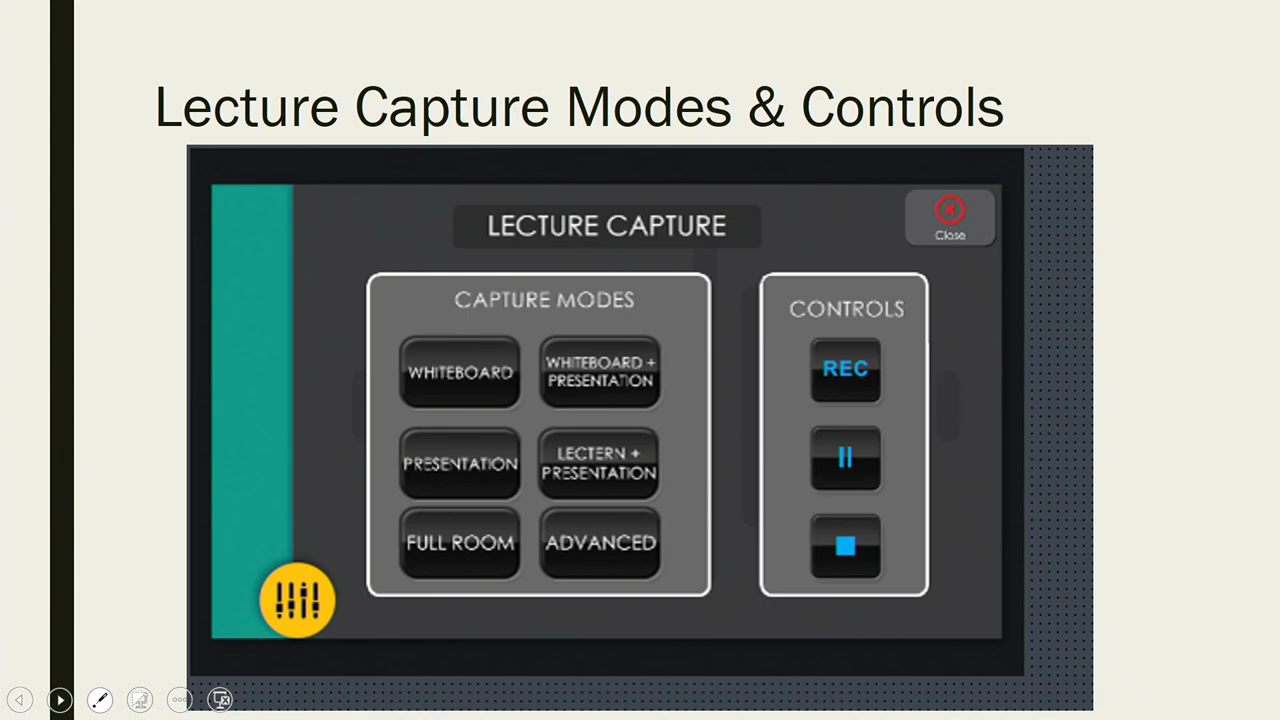 Lecture Capture Modes & Controls
LECTURE CAPTURE
Close
CAPTURE MODES
WHITEBOARD
WHITEBOARD +
PRESENTATION
PRESENTATION
LECTERN +
PRESENTATION
FULL ROOM
ADVANCED
CONTROLS
REC